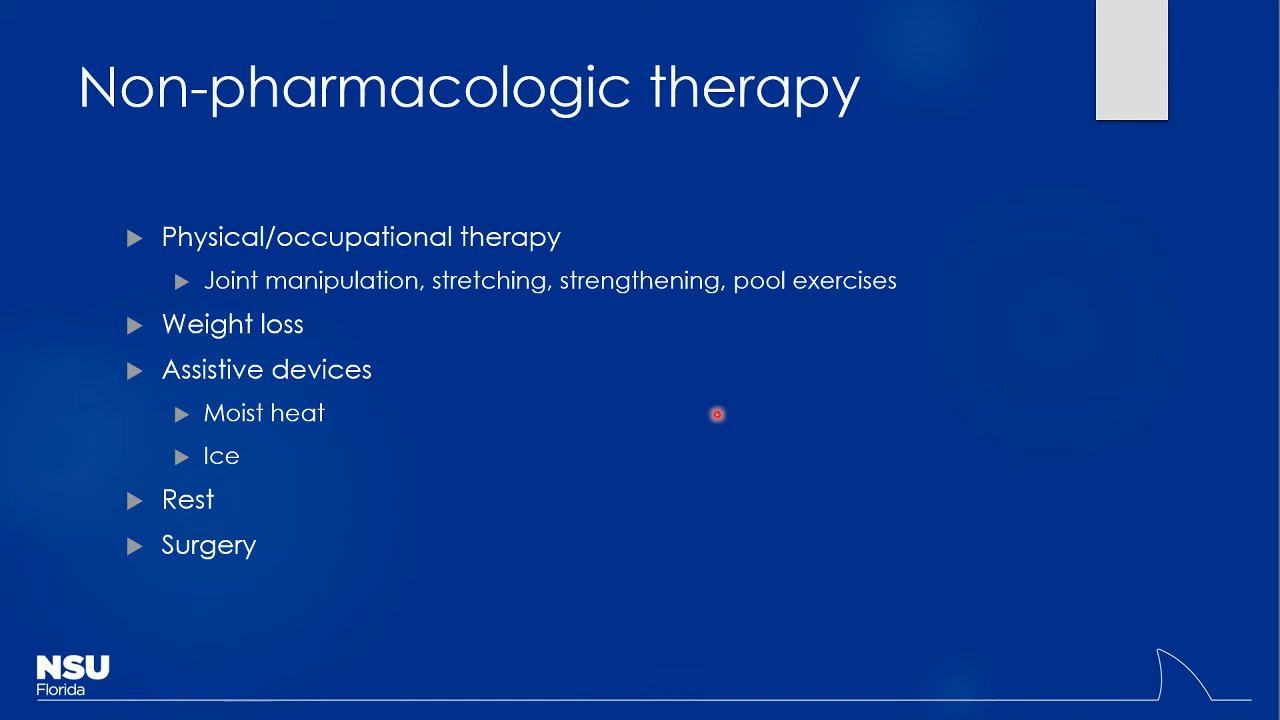 Non-pharmacologic therapy
Physical/occupational therapy
Joint manipulation, stretching, strengthening, pool exercises
Weight loss
Assistive devices
Moist heat
Ice
Rest
Surgery
NSU
Florida